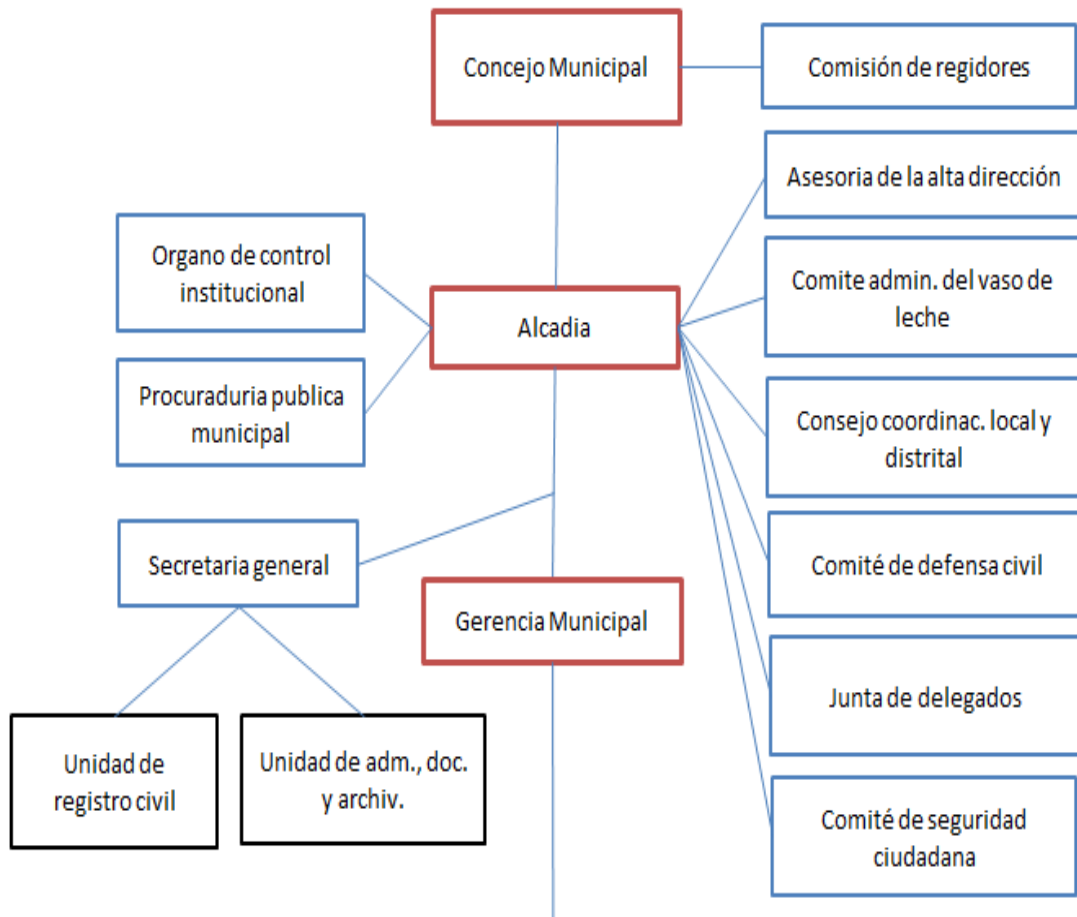 Concejo Municipal
Comisión de regidores
Asesoria de la alta dirección
Organo de control
institucional
Comite admin. del vaso de
leche
Alcadia
Procuraduria publica
municipal
Consejo coordinac. local y
distrital
Secretaria general
Comité de defensa civil
Gerencia Municipal
Junta de delegados
Unidad de
registro civil
Unidad de adm., doc.
y archiv.
Comité de seguridad
ciudadana